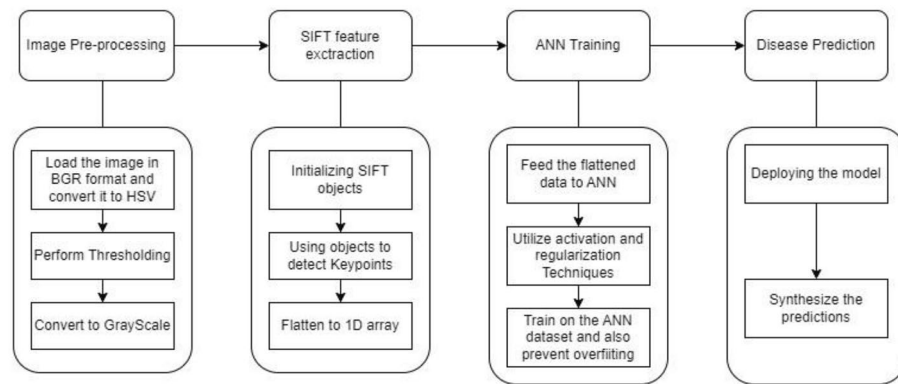 Image Pre-processing
SIFT feature
exctraction
ANN Training
Disease Prediction
Load the image in
BGR format and
convert it to HSV
Perform Thresholding
Convert to GrayScale
Initializing SIFT
objects
Using objects to
detect Keypoints
Flatten to 1D array
Feed the flattened
data to ANN
Utilize activation and
regularization
Techniques
Train on the ANN
dataset and also
prevent overfiiting
Deploying the model
Synthesize the
predictions